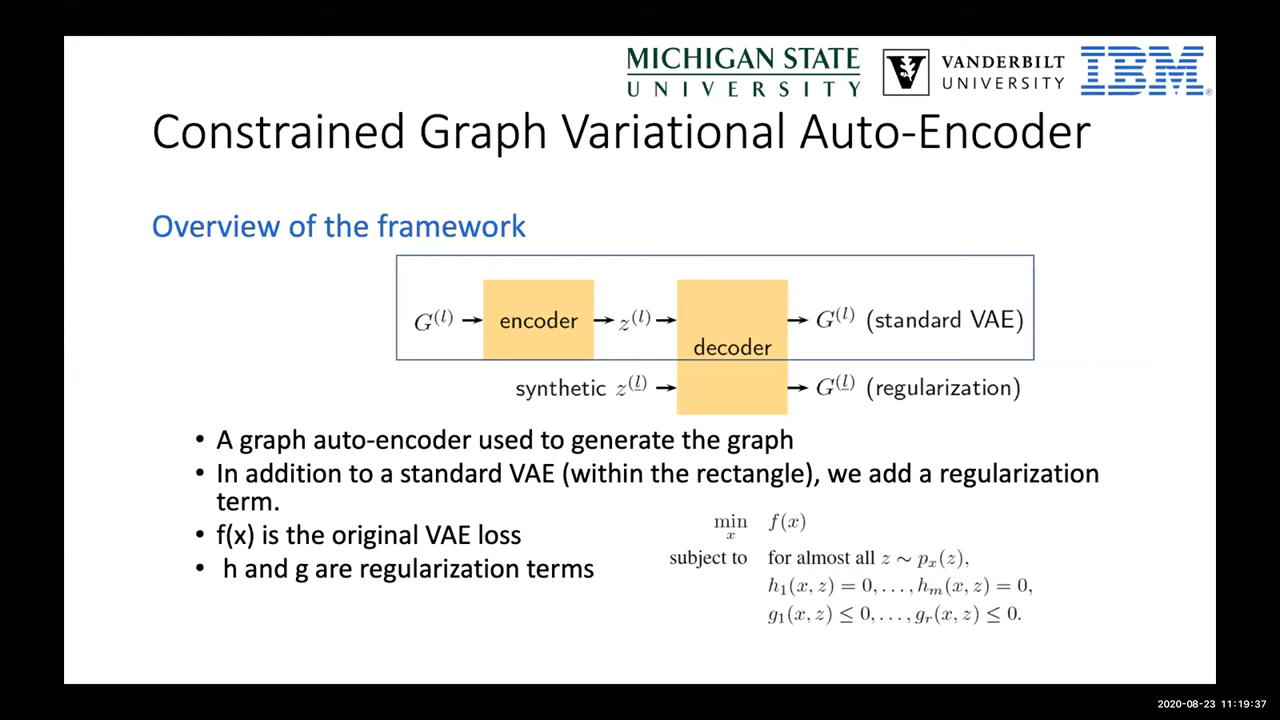 MICHIGAN STATE
UNIVERSITY
VANDERBILT
UNIVERSITY
IBM®
Constrained Graph Variational Auto-Encoder
Overview of the framework
G^(l) → encoder → z^(l) → decoder → G^(l) (standard VAE)
synthetic z^(l̲) → G^(l̲) (regularization)
• A graph auto-encoder used to generate the graph
• In addition to a standard VAE (within the rectangle), we add a regularization
term.
• f(x) is the original VAE loss
• h and g are regularization terms
min_x f(x)
subject to for almost all z ∼ p_x(z),
h_1(x, z) = 0, . . . , h_m(x, z) = 0,
g_1(x, z) ≤ 0, . . . , g_r(x, z) ≤ 0.
2020-08-23 11:19:37